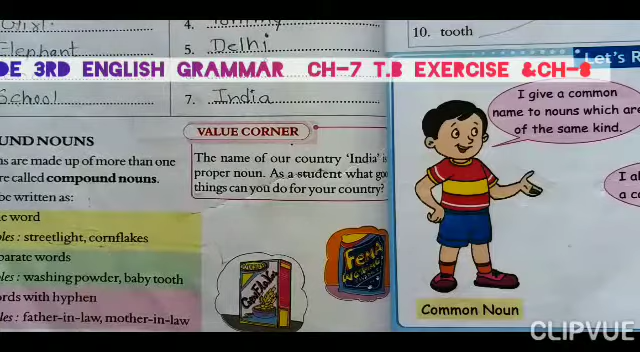 4. Tommy
Elephant
5. Delhi
10. tooth
DE 3RD ENGLISH GRAMMAR CH-7 T.B EXERCISE &CH-8
Let's R
School
7. India
UND NOUNS
ns are made up of more than one
re called compound nouns.
be written as:
e word
les : streetlight, cornflakes
parate words
les : washing powder, baby tooth
ords with hyphen
les : father-in-law, mother-in-law
VALUE CORNER
The name of our country 'India' is
proper noun. As a student what go
things can you do for your country?
I give a common
name to nouns which are
of the same kind.
I al
a co
Common Noun
CLIPVUE